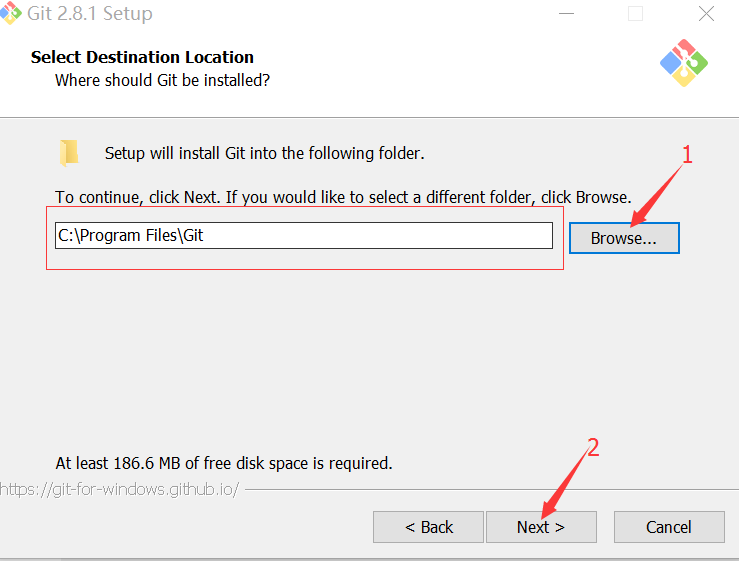 Git 2.8.1 Setup
Select Destination Location
Where should Git be installed?
Setup will install Git into the following folder.
1
To continue, click Next. If you would like to select a different folder, click Browse.
C:\Program Files\Git
Browse...
At least 186.6 MB of free disk space is required.
2
https://git-for-windows.github.io/
< Back
Next >
Cancel